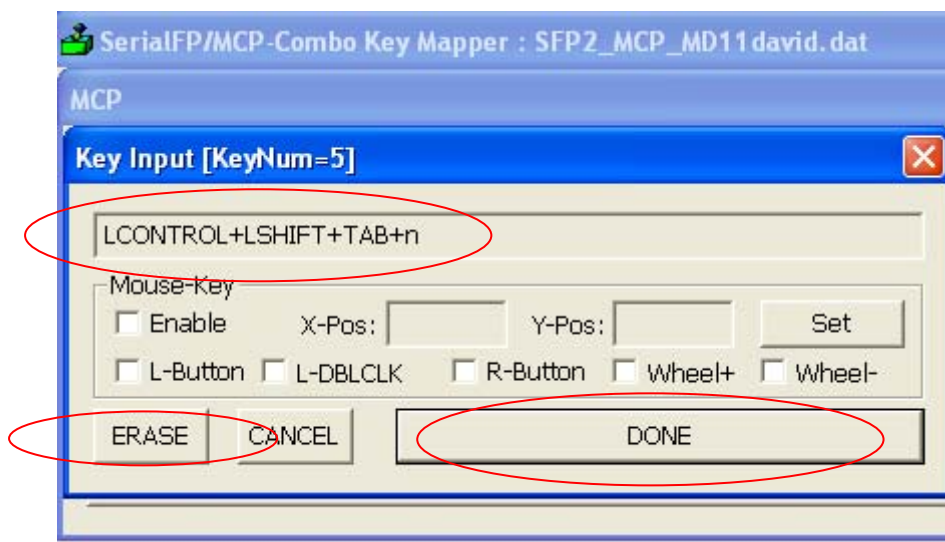 SerialFP/MCP-Combo Key Mapper : SFP2_MCP_MD11david.dat
MCP
Key Input [KeyNum=5]
LCONTROL+LSHIFT+TAB+n
Mouse-Key
Enable X-Pos: Y-Pos: Set
L-Button L-DBLCLK R-Button Wheel+ Wheel-
ERASE CANCEL DONE